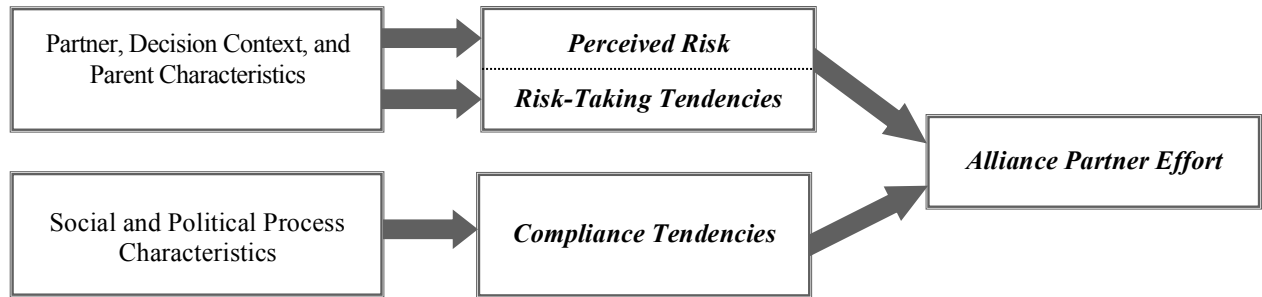 Partner, Decision Context, and
Parent Characteristics
Perceived Risk
Risk-Taking Tendencies
Alliance Partner Effort
Social and Political Process
Characteristics
Compliance Tendencies